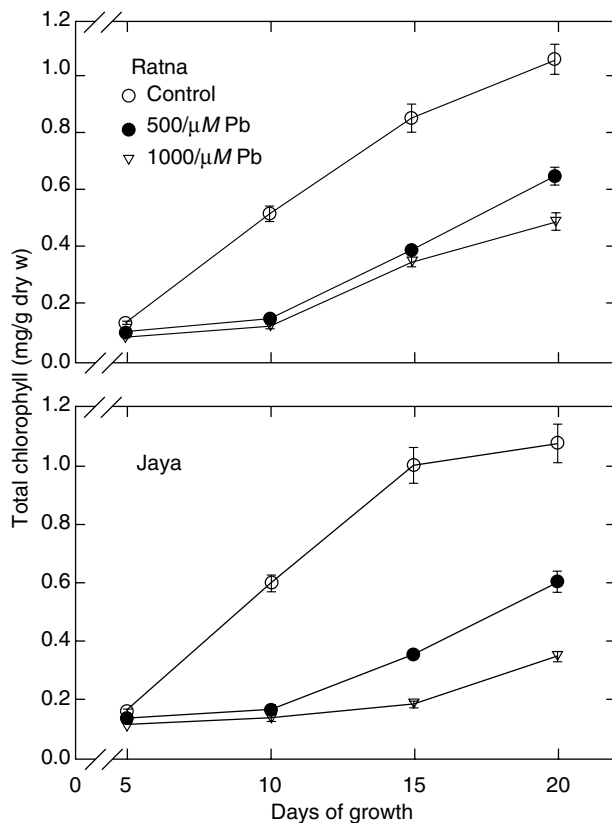 1.2
1.0
0.8
0.6
0.4
0.2
0.0
Ratna
Control
500/μM Pb
1000/μM Pb
Total chlorophyll (mg/g dry w)
1.2
1.0
0.8
0.6
0.4
0.2
0.0
Jaya
0 5 10 15 20
Days of growth